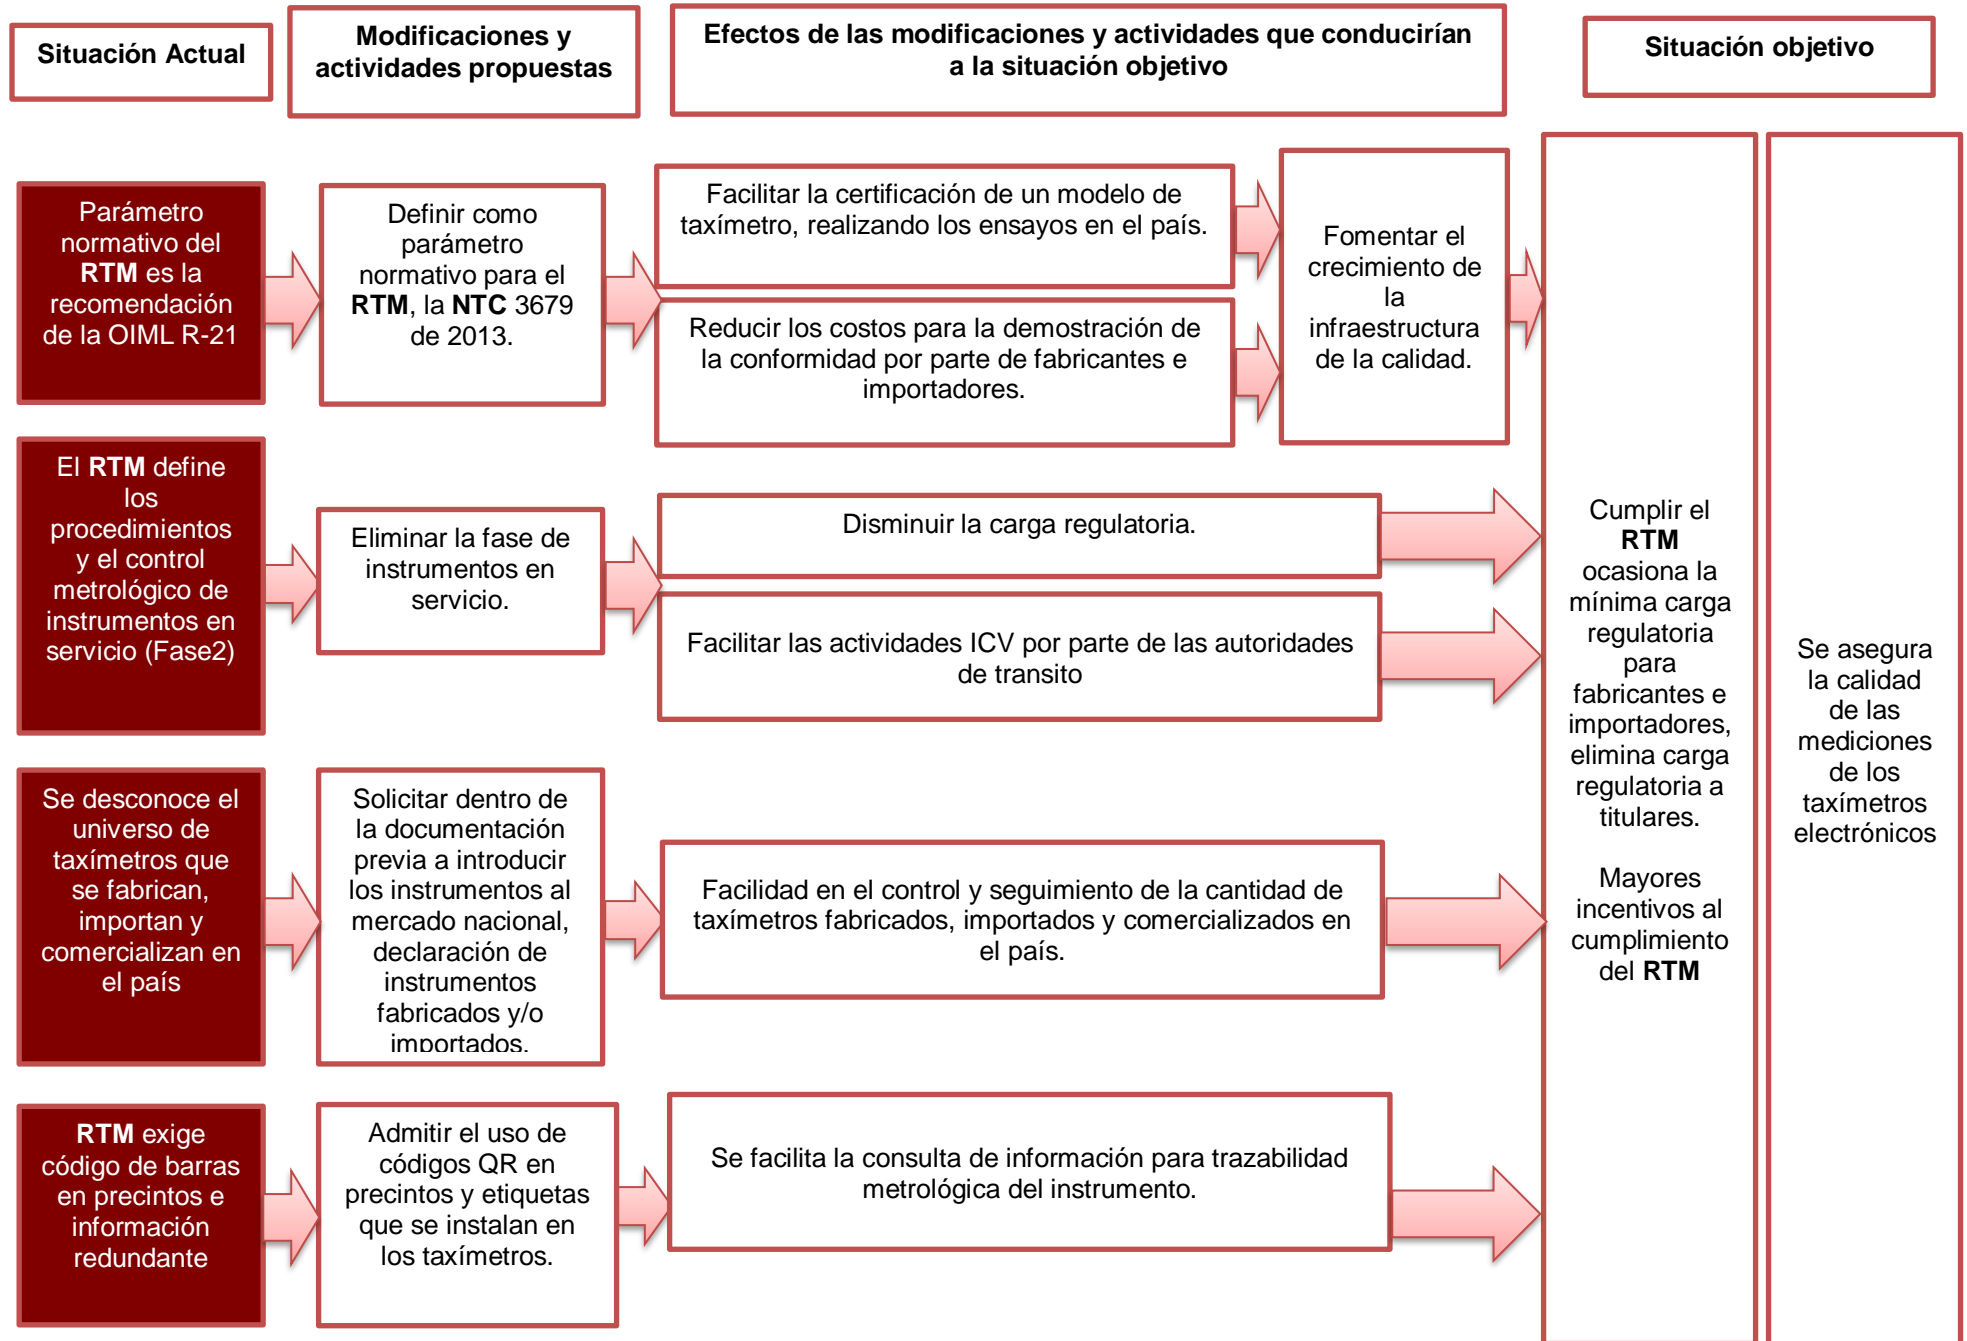 Situación Actual
Modificaciones y
actividades propuestas
Efectos de las modificaciones y actividades que conducirían
a la situación objetivo
Situación objetivo
Parámetro
normativo del
RTM es la
recomendación
de la OIML R-21
Definir como
parámetro
normativo para el
RTM, la NTC 3679
de 2013.
Facilitar la certificación de un modelo de
taxímetro, realizando los ensayos en el país.
Reducir los costos para la demostración de
la conformidad por parte de fabricantes e
importadores.
Fomentar el
crecimiento de
la
infraestructura
de la calidad.
El RTM define
los
procedimientos
y el control
metrológico de
instrumentos en
servicio (Fase2)
Eliminar la fase de
instrumentos en
servicio.
Disminuir la carga regulatoria.
Facilitar las actividades ICV por parte de las autoridades
de transito
Se desconoce el
universo de
taxímetros que
se fabrican,
importan y
comercializan en
el país
Solicitar dentro de
la documentación
previa a introducir
los instrumentos al
mercado nacional,
declaración de
instrumentos
fabricados y/o
importados.
Facilidad en el control y seguimiento de la cantidad de
taxímetros fabricados, importados y comercializados en
el país.
RTM exige
código de barras
en precintos e
información
redundante
Admitir el uso de
códigos QR en
precintos y etiquetas
que se instalan en
los taxímetros.
Se facilita la consulta de información para trazabilidad
metrológica del instrumento.
Cumplir el
RTM
ocasiona la
mínima carga
regulatoria
para
fabricantes e
importadores,
elimina carga
regulatoria a
titulares.
Mayores
incentivos al
cumplimiento
del RTM
Se asegura
la calidad
de las
mediciones
de los
taxímetros
electrónicos